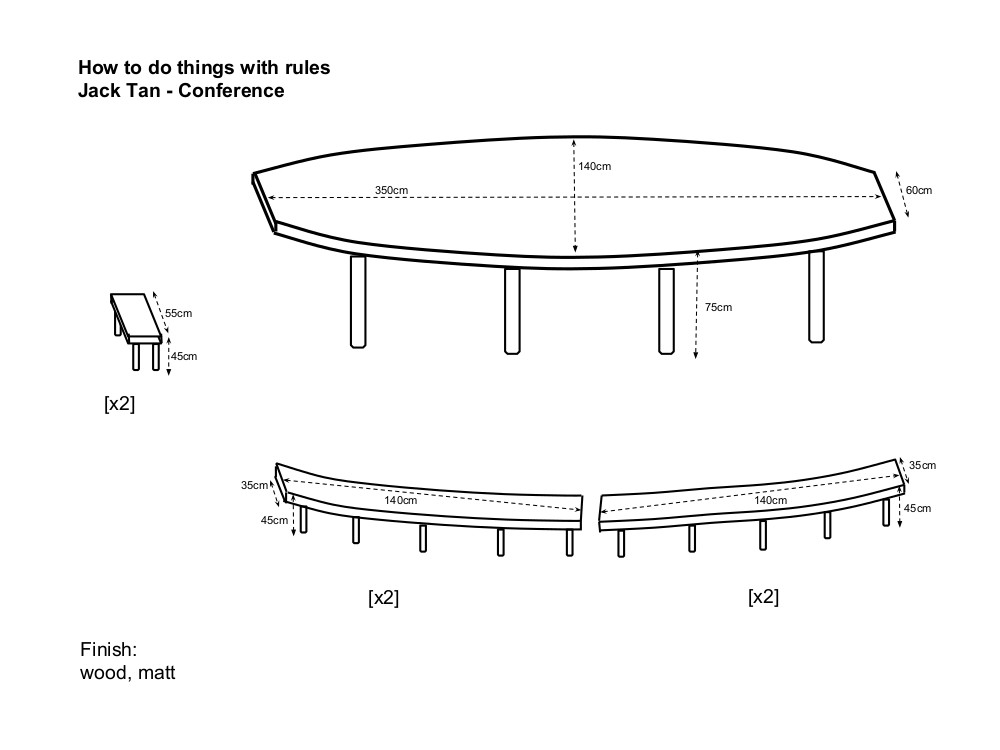 How to do things with rules
Jack Tan - Conference
140cm
350cm
60cm
75cm
55cm
45cm
[x2]
35cm
140cm
45cm
35cm
140cm
45cm
[x2]
[x2]
Finish:
wood, matt